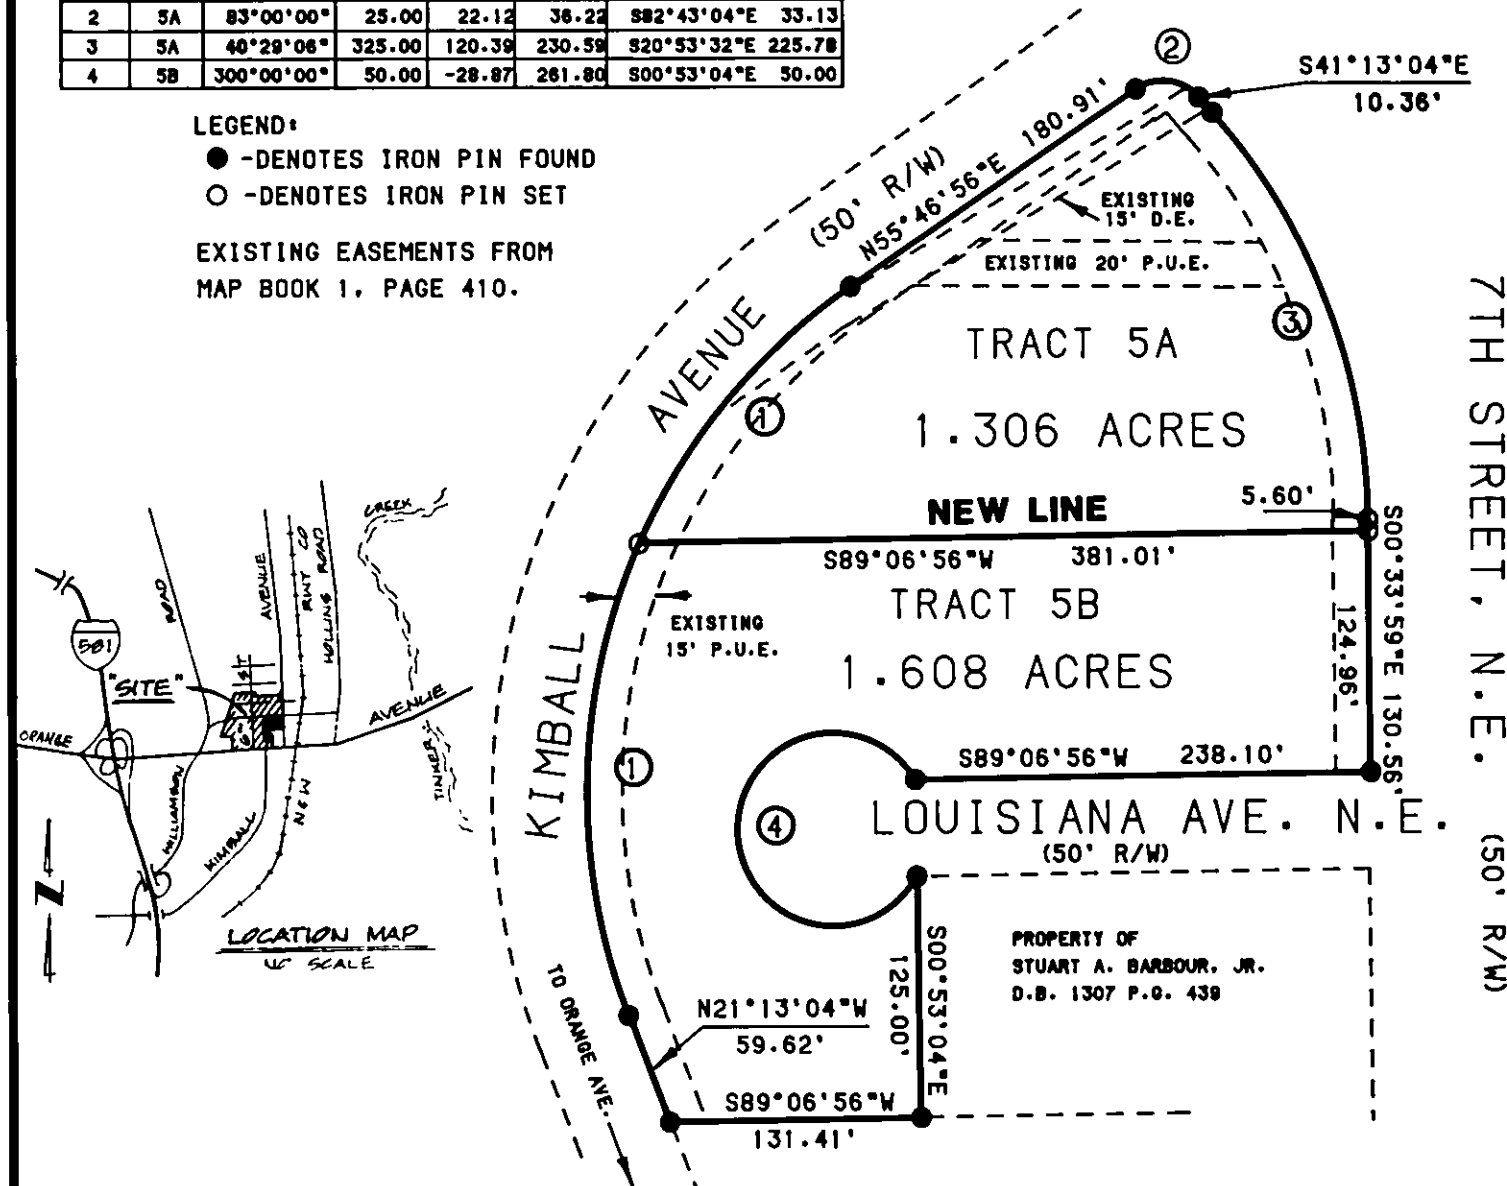 2 5A 83°00'00" 25.00 22.12 36.22 S82°43'04"E 33.13
3 5A 40°29'06" 325.00 120.39 230.59 S20°53'32"E 225.78
4 5B 300°00'00" 50.00 -28.87 261.80 S00°53'04"E 50.00
LEGEND:
-DENOTES IRON PIN FOUND
-DENOTES IRON PIN SET
EXISTING EASEMENTS FROM
MAP BOOK 1, PAGE 410.
2
S41°13'04"E
10.36'
(50' R/W)
N55°46'56"E 180.91'
EXISTING
15' D.E.
EXISTING 20' P.U.E.
3
TRACT 5A
1.306 ACRES
KIMBALL AVENUE
1
NEW LINE
5.60'
S89°06'56"W 381.01'
TRACT 5B
1.608 ACRES
EXISTING
15' P.U.E.
124.96'
S00°33'59"E 130.56'
7TH STREET, N.E. (50' R/W)
1
S89°06'56"W 238.10'
4
LOUISIANA AVE. N.E.
(50' R/W)
PROPERTY OF
STUART A. BARBOUR, JR.
D.B. 1307 P.G. 439
S00°53'04"E
125.00'
N21°13'04"W
59.62'
S89°06'56"W
131.41'
TO ORANGE AVE.
CREEK
ROAD
AVENUE
RWY CO
HOLLINS ROAD
581
"SITE"
ORANGE
AVENUE
TINKER
WILLIAMSON
KIMBALL
N&W
N
LOCATION MAP
SCALE